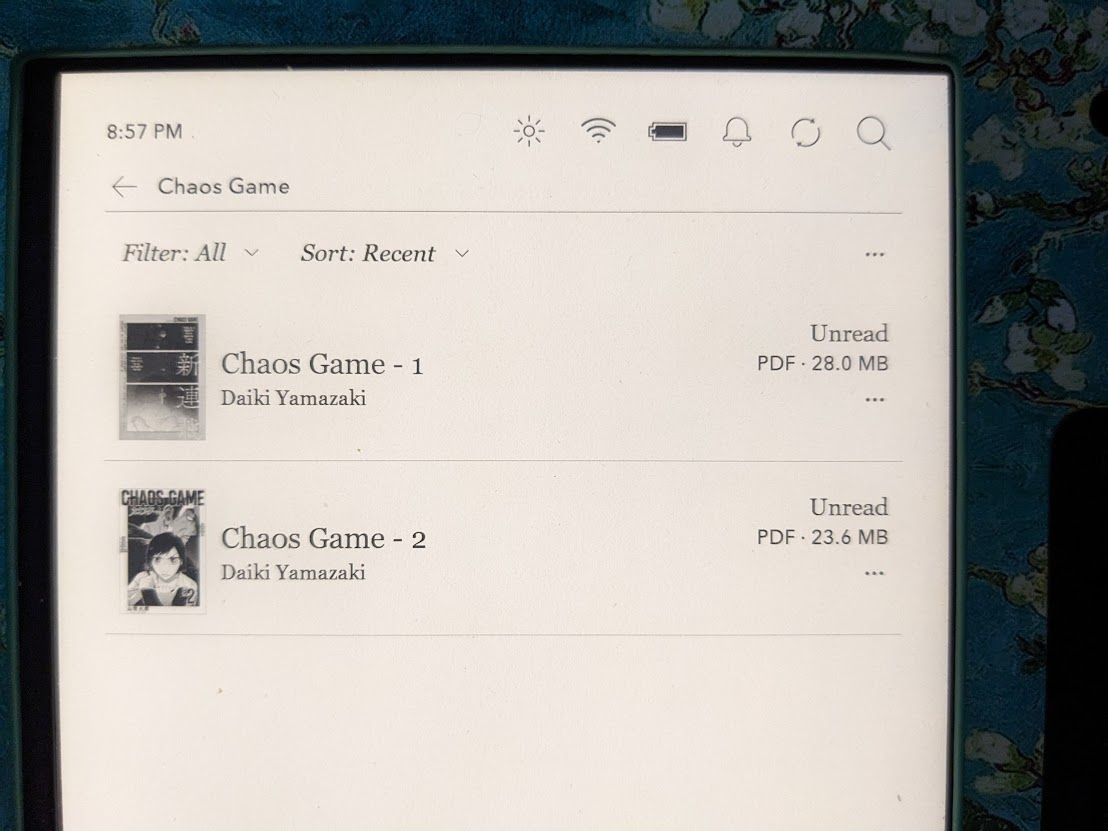 8:57 PM
Chaos Game
Filter: All
Sort: Recent
Chaos Game - 1
Daiki Yamazaki
Unread
PDF · 28.0 MB
新
連
CHAOS GAME
2
Chaos Game - 2
Daiki Yamazaki
Unread
PDF · 23.6 MB